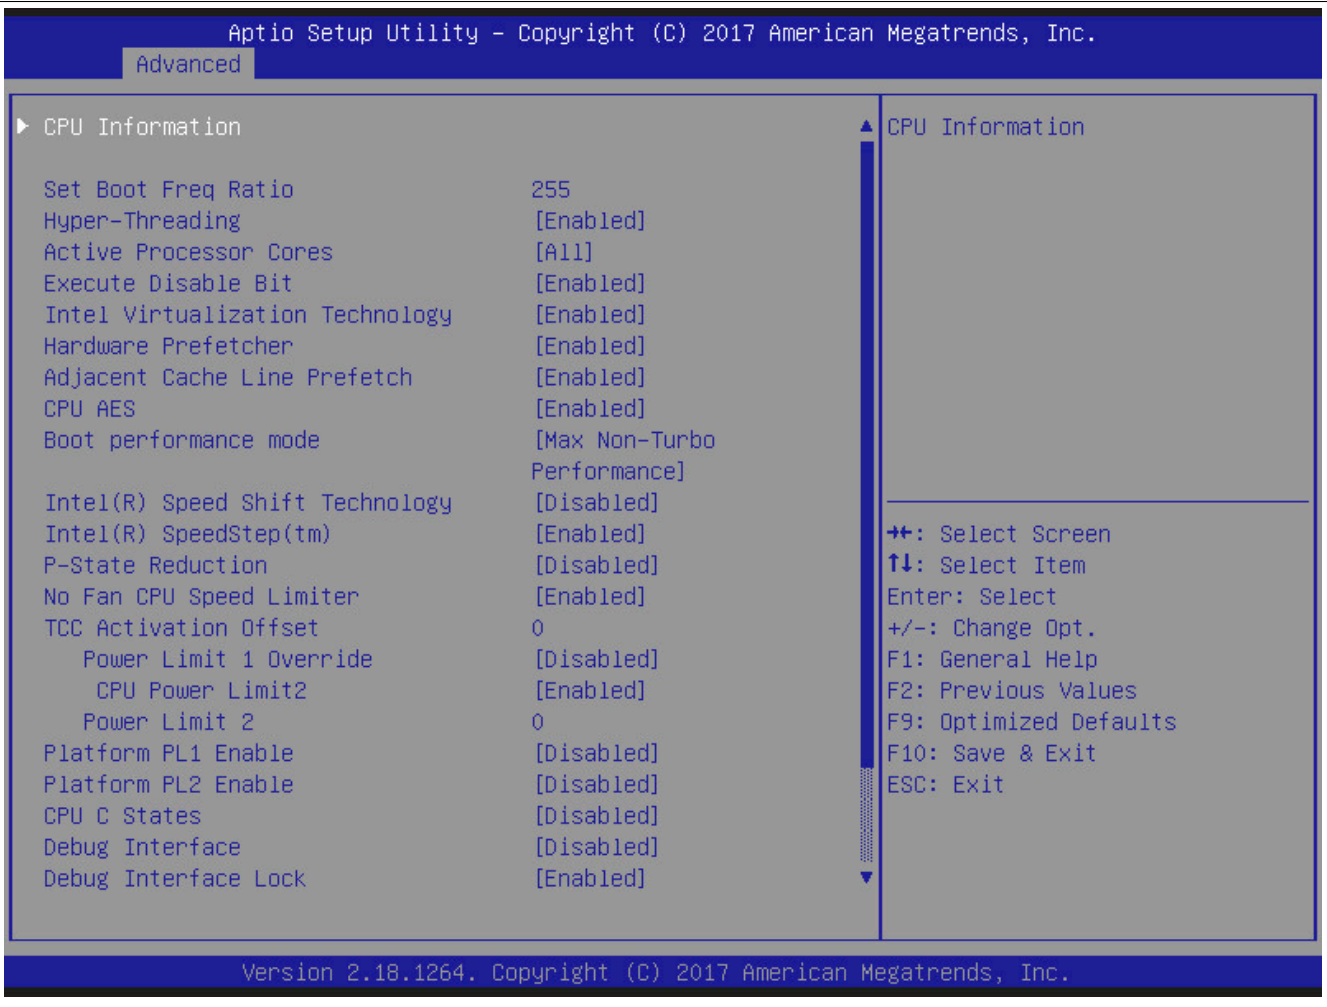 Aptio Setup Utility – Copyright (C) 2017 American Megatrends, Inc.
Advanced
CPU Information
Set Boot Freq Ratio 255
Hyper-Threading [Enabled]
Active Processor Cores [All]
Execute Disable Bit [Enabled]
Intel Virtualization Technology [Enabled]
Hardware Prefetcher [Enabled]
Adjacent Cache Line Prefetch [Enabled]
CPU AES [Enabled]
Boot performance mode [Max Non-Turbo
Performance]
Intel(R) Speed Shift Technology [Disabled]
Intel(R) SpeedStep(tm) [Enabled]
P-State Reduction [Disabled]
No Fan CPU Speed Limiter [Enabled]
TCC Activation Offset 0
Power Limit 1 Override [Disabled]
CPU Power Limit2 [Enabled]
Power Limit 2 0
Platform PL1 Enable [Disabled]
Platform PL2 Enable [Disabled]
CPU C States [Disabled]
Debug Interface [Disabled]
Debug Interface Lock [Enabled]
CPU Information
→←: Select Screen
↑↓: Select Item
Enter: Select
+/-: Change Opt.
F1: General Help
F2: Previous Values
F9: Optimized Defaults
F10: Save & Exit
ESC: Exit
Version 2.18.1264. Copyright (C) 2017 American Megatrends, Inc.